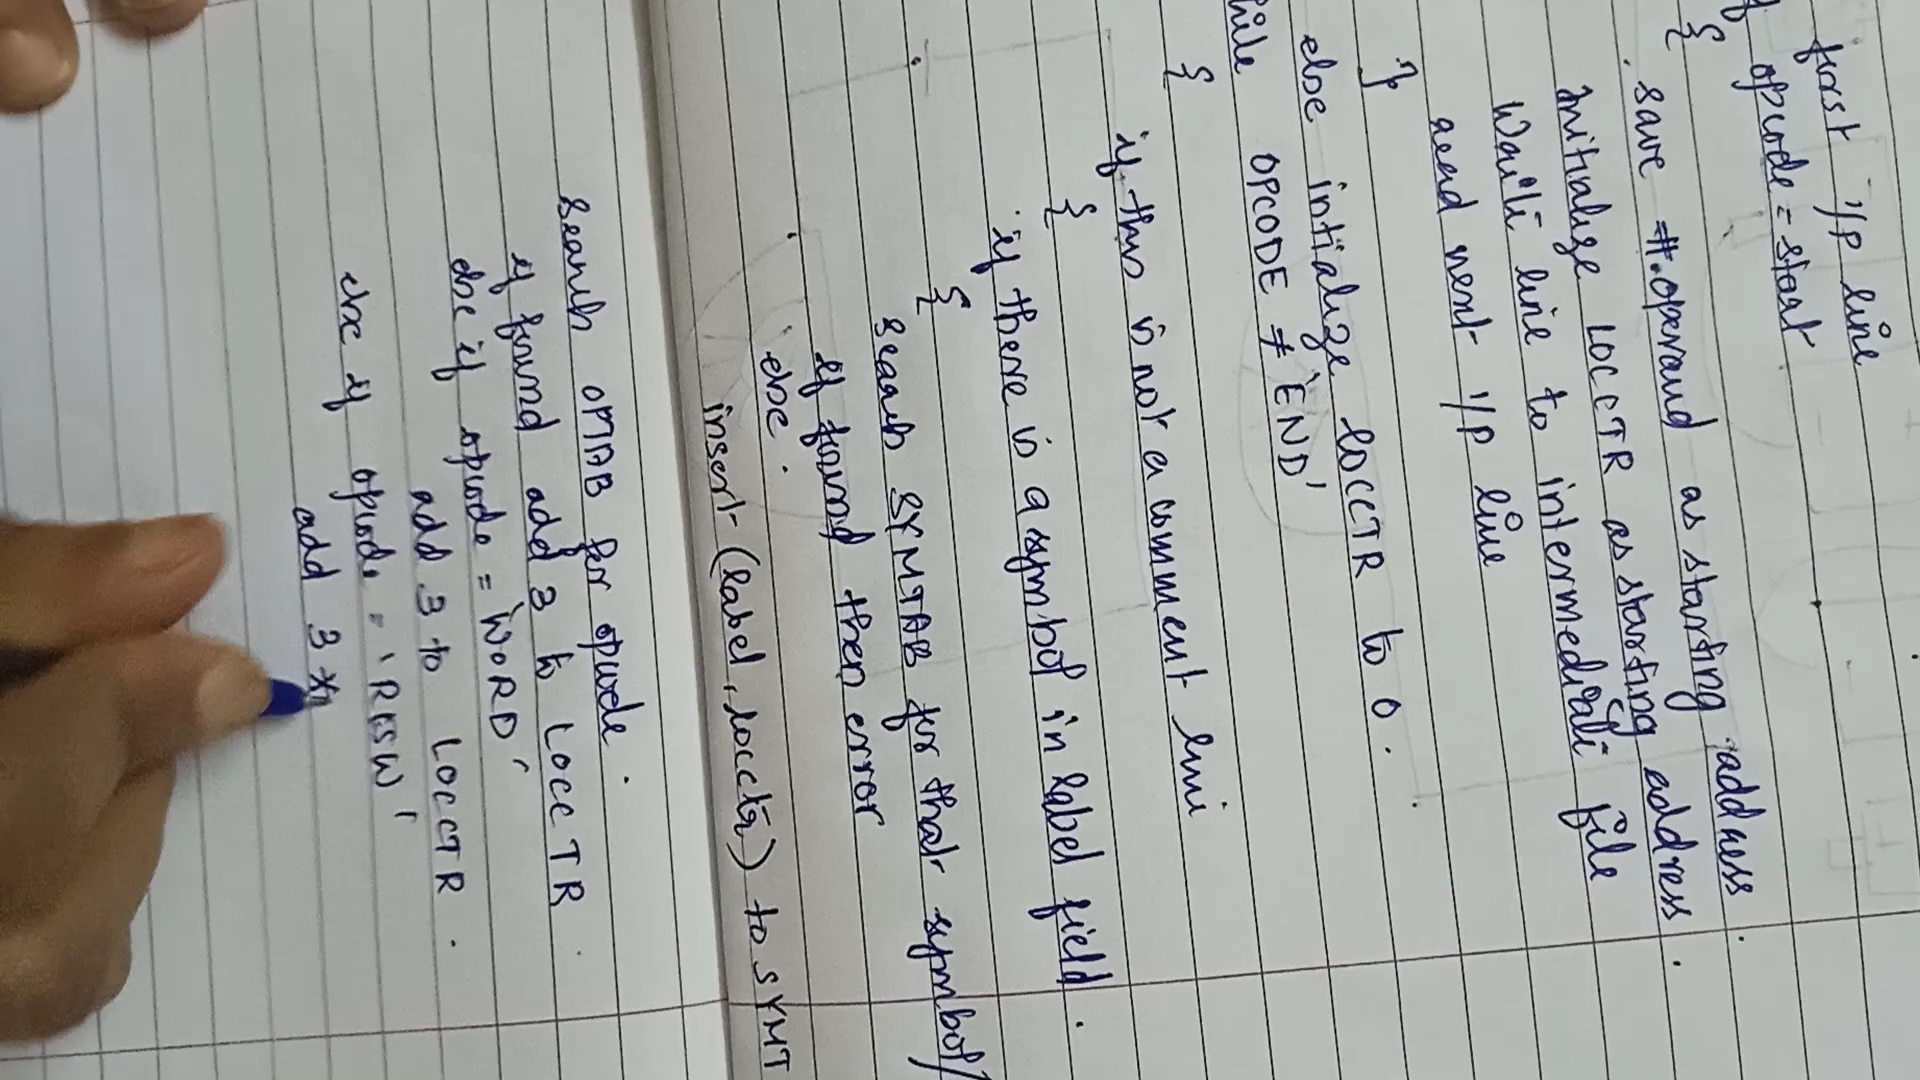 first i/p line
opcode = start
{
save #operand as starting address.
initialize LOCCTR as starting address.
Write line to intermediate file
read next i/p line
}
else initialize LOCCTR to 0.
hile OPCODE ≠ 'END'
{
if this is not a comment line
{
if there is a symbol in label field.
{
search SYMTAB for that symbol
if found then error
else.
insert (label, locctr) to SYMT
search OPTAB for opcode.
if found add 3 to LOCCTR.
else if opcode = 'WORD'
add 3 to LOCCTR.
else if opcode = 'RESW'
add 3 *